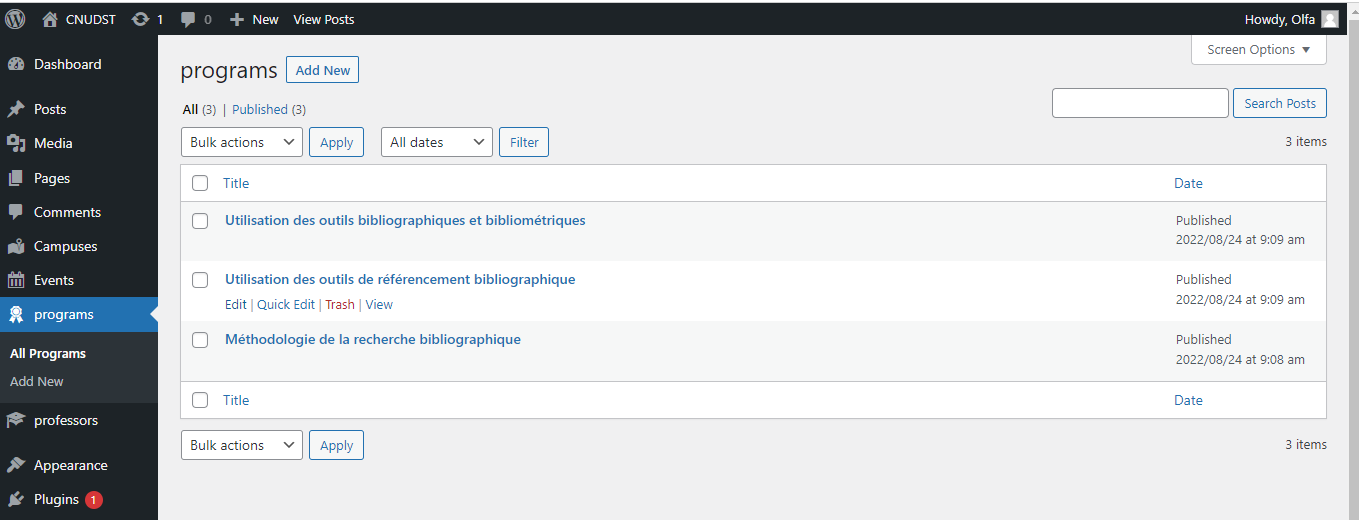 CNUDST 1 0 New View Posts Howdy, Olfa
Screen Options
Dashboard
Posts
Media
Pages
Comments
Campuses
Events
programs
All Programs
Add New
professors
Appearance
Plugins 1
programs Add New
All (3) | Published (3)
Search Posts
Bulk actions Apply All dates Filter 3 items
Title Date
Utilisation des outils bibliographiques et bibliométriques Published
2022/08/24 at 9:09 am
Utilisation des outils de référencement bibliographique Published
Edit | Quick Edit | Trash | View 2022/08/24 at 9:09 am
Méthodologie de la recherche bibliographique Published
2022/08/24 at 9:08 am
Title Date
Bulk actions Apply 3 items